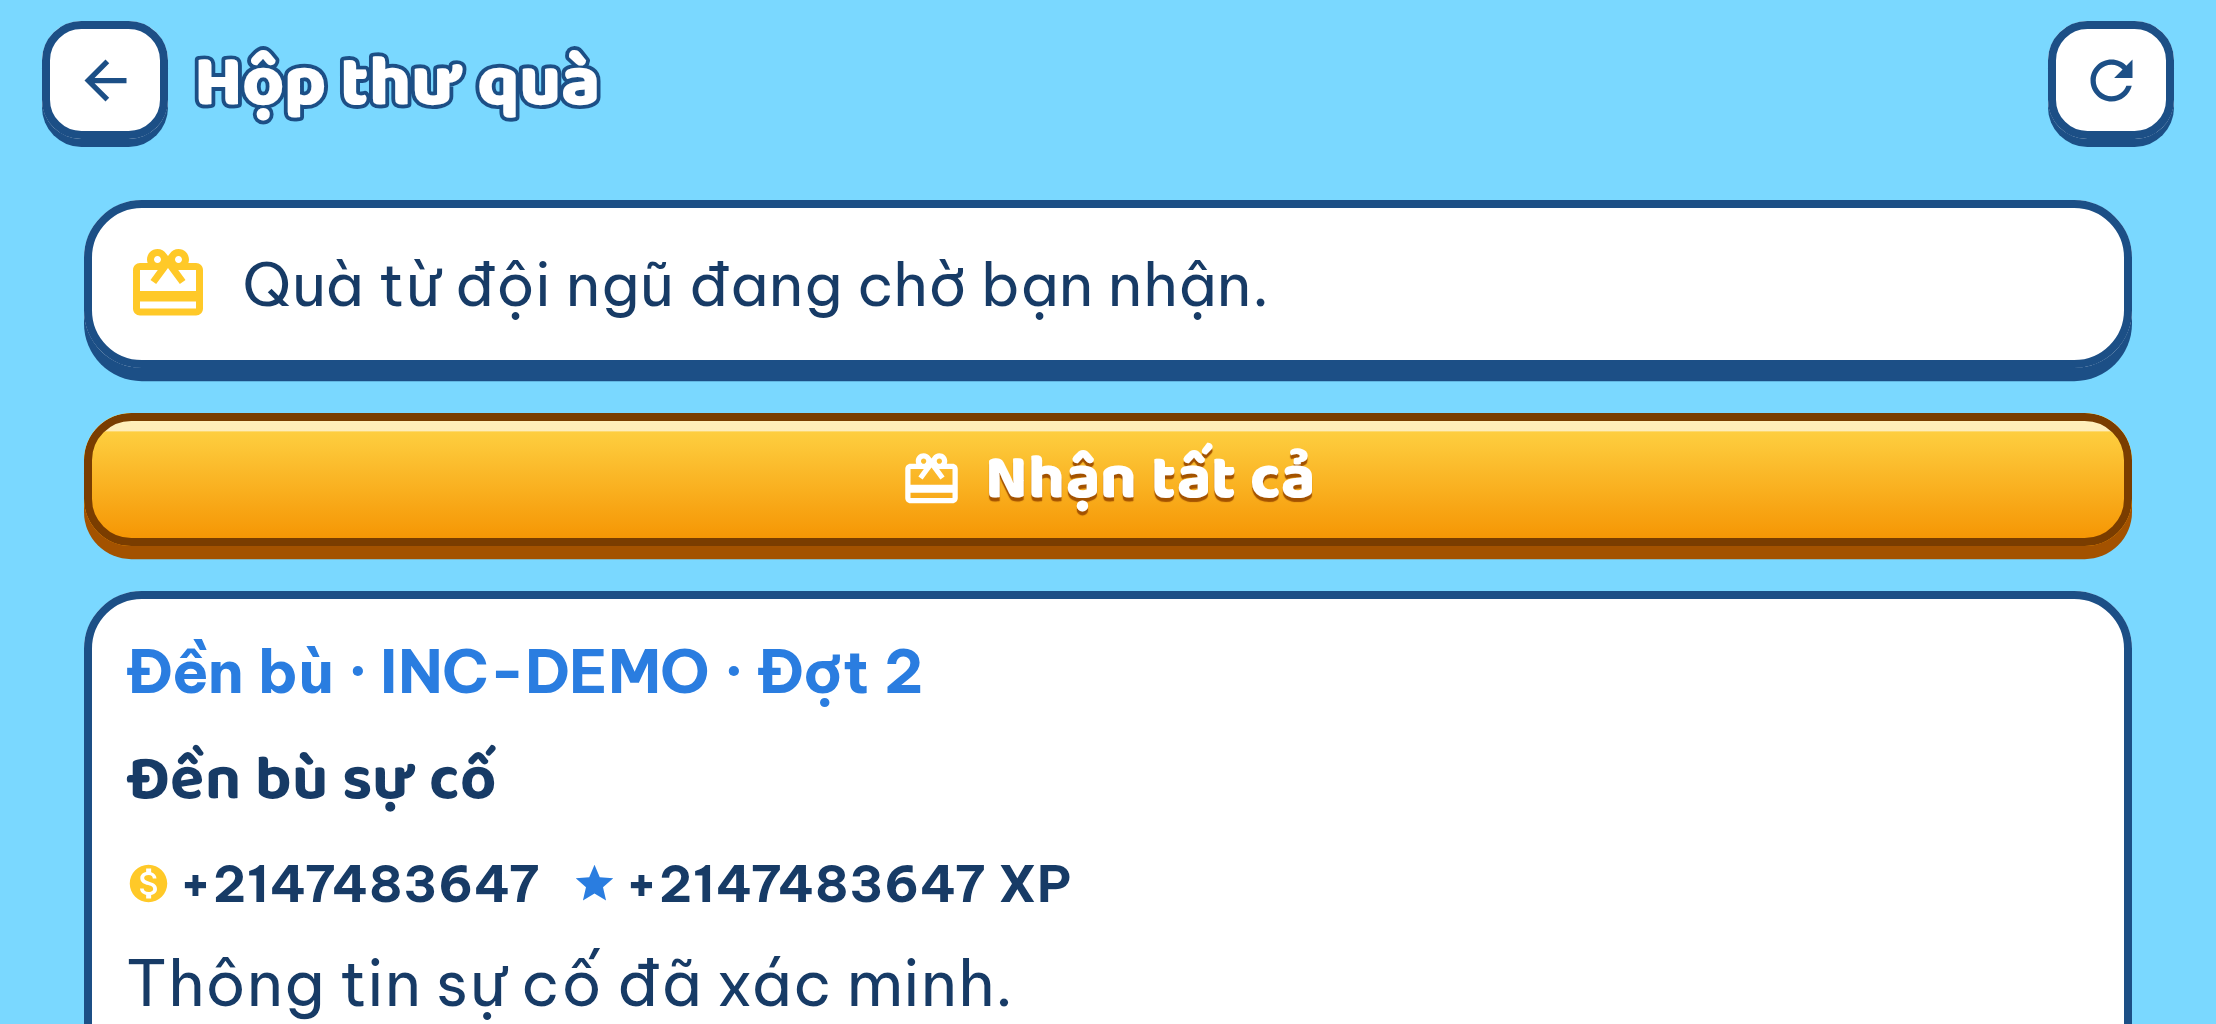 Hộp thư quà
Quà từ đội ngũ đang chờ bạn nhận.
Nhận tất cả
Đền bù · INC-DEMO · Đợt 2
Đền bù sự cố
+2147483647 +2147483647 XP
Thông tin sự cố đã xác minh.